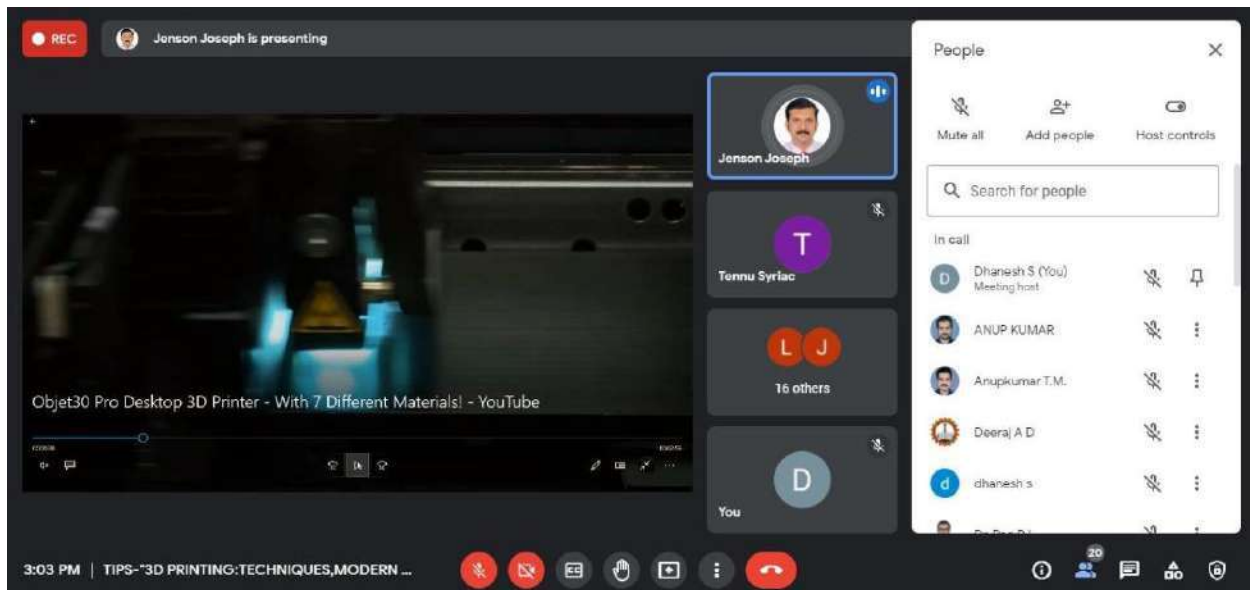 REC
Jenson Joseph is presenting
Objet30 Pro Desktop 3D Printer - With 7 Different Materials! - YouTube
Jenson Joseph
T
Tennu Syriac
L J
16 others
D
You
People
Mute all Add people Host controls
Search for people
In call
D Dhanesh S (You)
Meeting host
ANUP KUMAR
Anupkumar T.M.
Deeraj A D
d dhanesh s
3:03 PM | TIPS-"3D PRINTING:TECHNIQUES,MODERN ...
CC
20